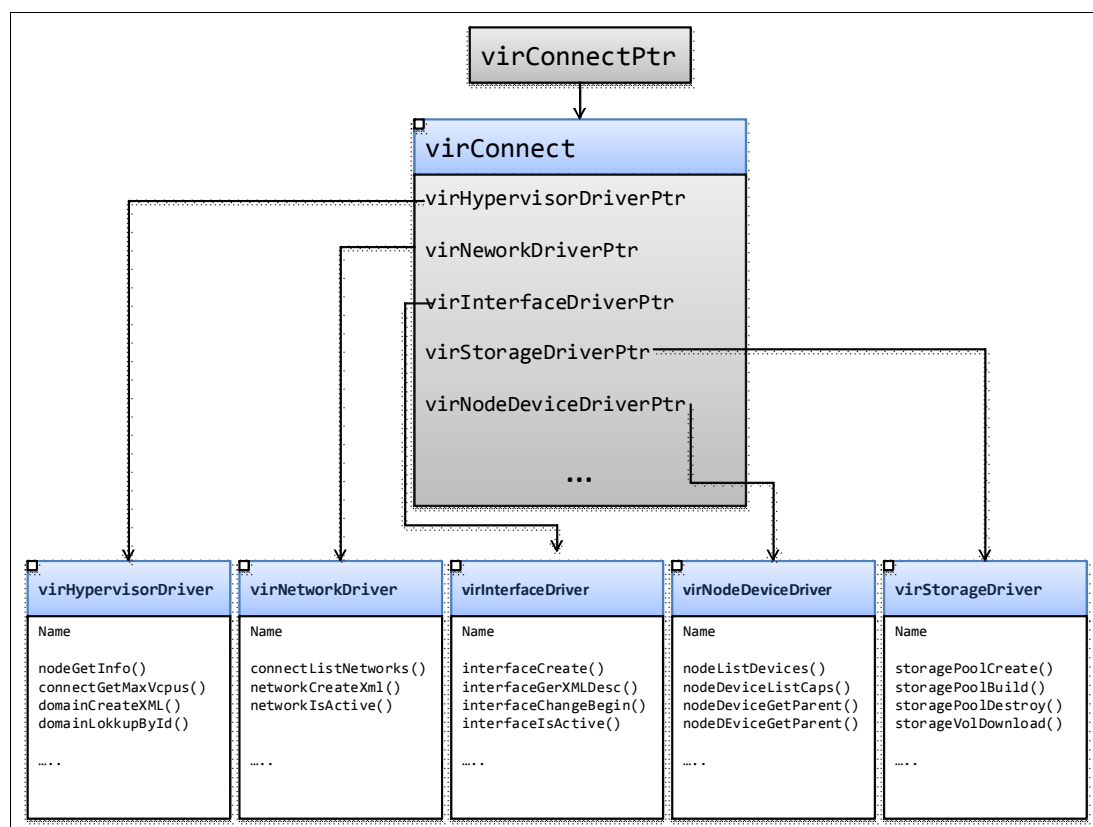 virConnectPtr
virConnect
virHypervisorDriverPtr
virNeworkDriverPtr
virInterfaceDriverPtr
virStorageDriverPtr
virNodeDeviceDriverPtr
...
virHypervisorDriver
Name
nodeGetInfo()
connectGetMaxVcpus()
domainCreateXML()
domainLokkupById()
…..
virNetworkDriver
Name
connectListNetworks()
networkCreateXml()
networkIsActive()
…..
virInterfaceDriver
Name
interfaceCreate()
interfaceGerXMLDesc()
interfaceChangeBegin()
interfaceIsActive()
…..
virNodeDeviceDriver
Name
nodeListDevices()
nodeDeviceListCaps()
nodeDeviceGetParent()
nodeDEviceGetParent()
…..
virStorageDriver
Name
storagePoolCreate()
storagePoolBuild()
storagePoolDestroy()
storageVolDownload()
…..